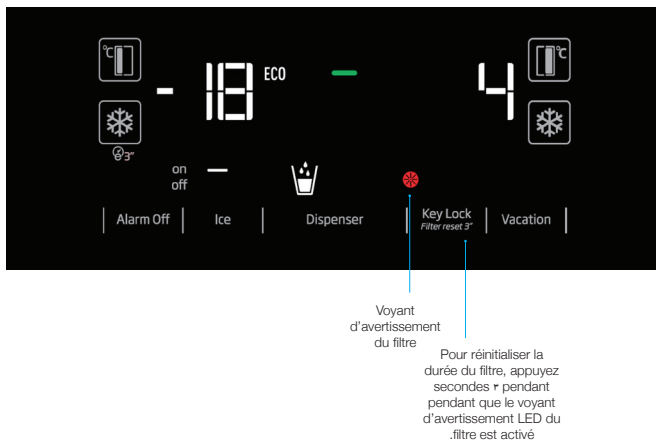 °C °C
-18 ECO 4
3"
on
off
Alarm Off Ice Dispenser Key Lock Vacation
Filter reset 3"
Voyant
d'avertissement
du filtre
Pour réinitialiser la
durée du filtre, appuyez
secondes ٣ pendant
pendant que le voyant
d'avertissement LED du
.filtre est activé